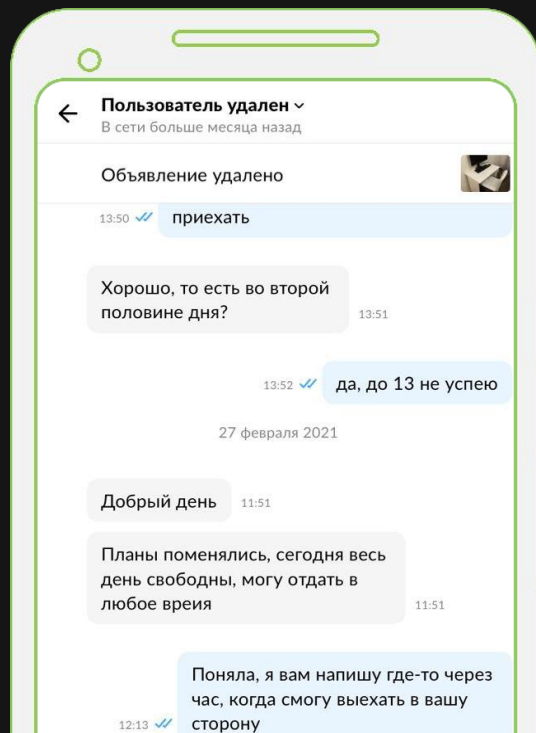 Пользователь удален
В сети больше месяца назад
Объявление удалено
13:50 приехать
Хорошо, то есть во второй
половине дня?
13:51
13:52 да, до 13 не успею
27 февраля 2021
Добрый день 11:51
Планы поменялись, сегодня весь
день свободны, могу отдать в
любое вреия 11:51
Поняла, я вам напишу где-то через
час, когда смогу выехать в вашу
12:13 сторону